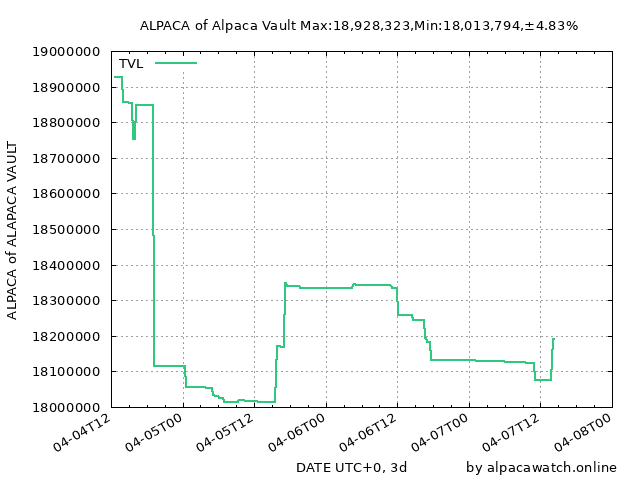 ALPACA of Alpaca Vault Max:18,928,323,Min:18,013,794,±4.83%
19000000
TVL
18900000
18800000
18700000
18600000
18500000
18400000
18300000
18200000
18100000
18000000
ALPACA of ALAPACA VAULT
04-04T12
04-05T00
04-05T12
04-06T00
04-06T12
04-07T00
04-07T12
04-08T00
DATE UTC+0, 3d
by alpacawatch.online